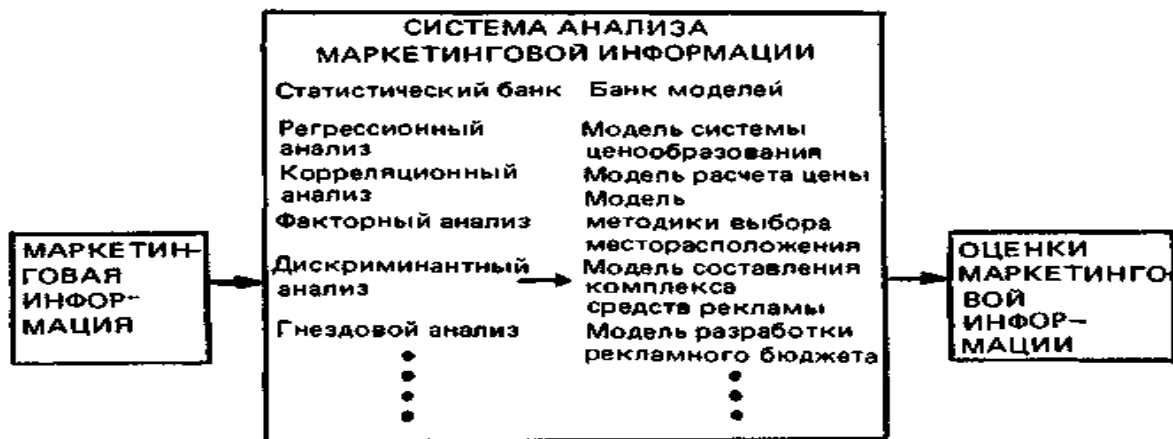 СИСТЕМА АНАЛИЗА
МАРКЕТИНГОВОЙ ИНФОРМАЦИИ
Статистический банк
Регрессионный
анализ
Корреляционный
анализ
Факторный анализ
Дискриминантный
анализ
Гнездовой анализ
Банк моделей
Модель системы
ценообразования
Модель расчета цены
Модель
методики выбора
месторасположения
Модель составления
комплекса
средств рекламы
Модель разработки
рекламного бюджета
МАРКЕТИН-
ГОВАЯ
ИНФОР-
МАЦИЯ
ОЦЕНКИ
МАРКЕТИНГО-
ВОЙ
ИНФОР-
МАЦИИ